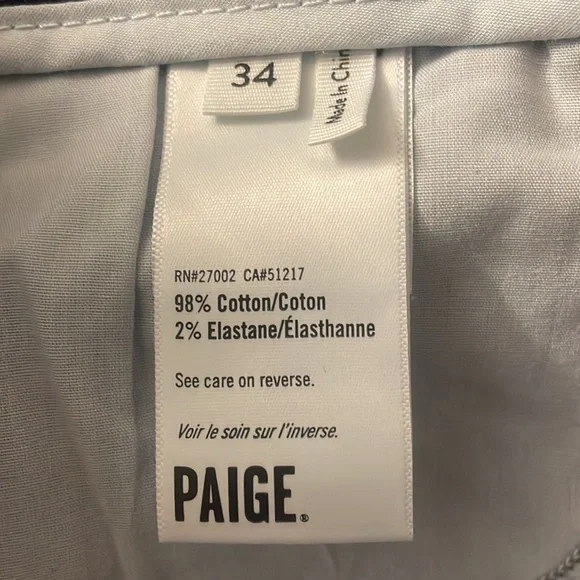 34
Made in Chin
RN#27002 CA#51217
98% Cotton/Coton
2% Elastane/Élasthanne
See care on reverse.
Voir le soin sur l'inverse.
PAIGE®